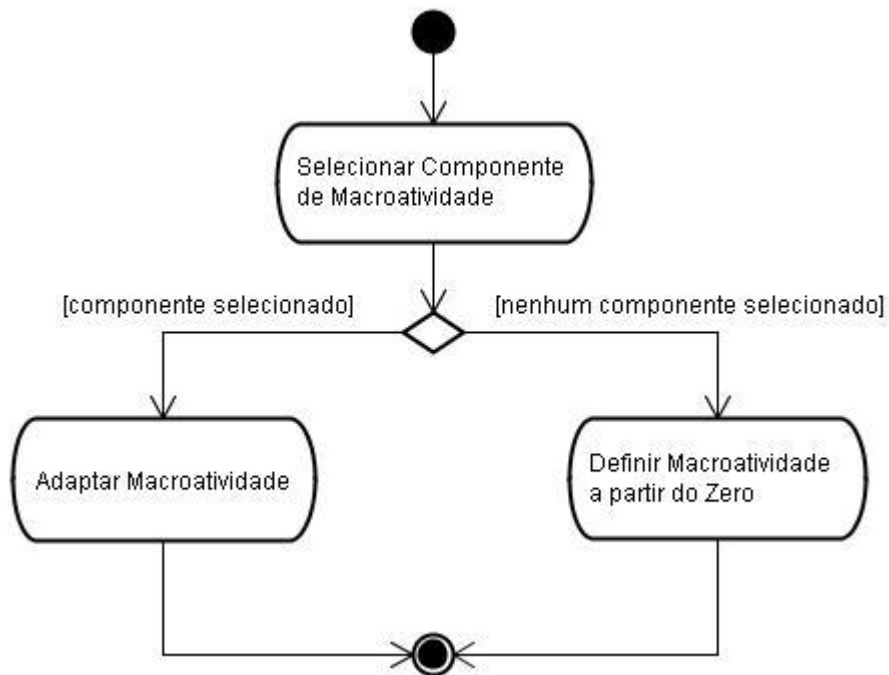 Selecionar Componente
de Macroatividade
[componente selecionado]
[nenhum componente selecionado]
Adaptar Macroatividade
Definir Macroatividade
a partir do Zero